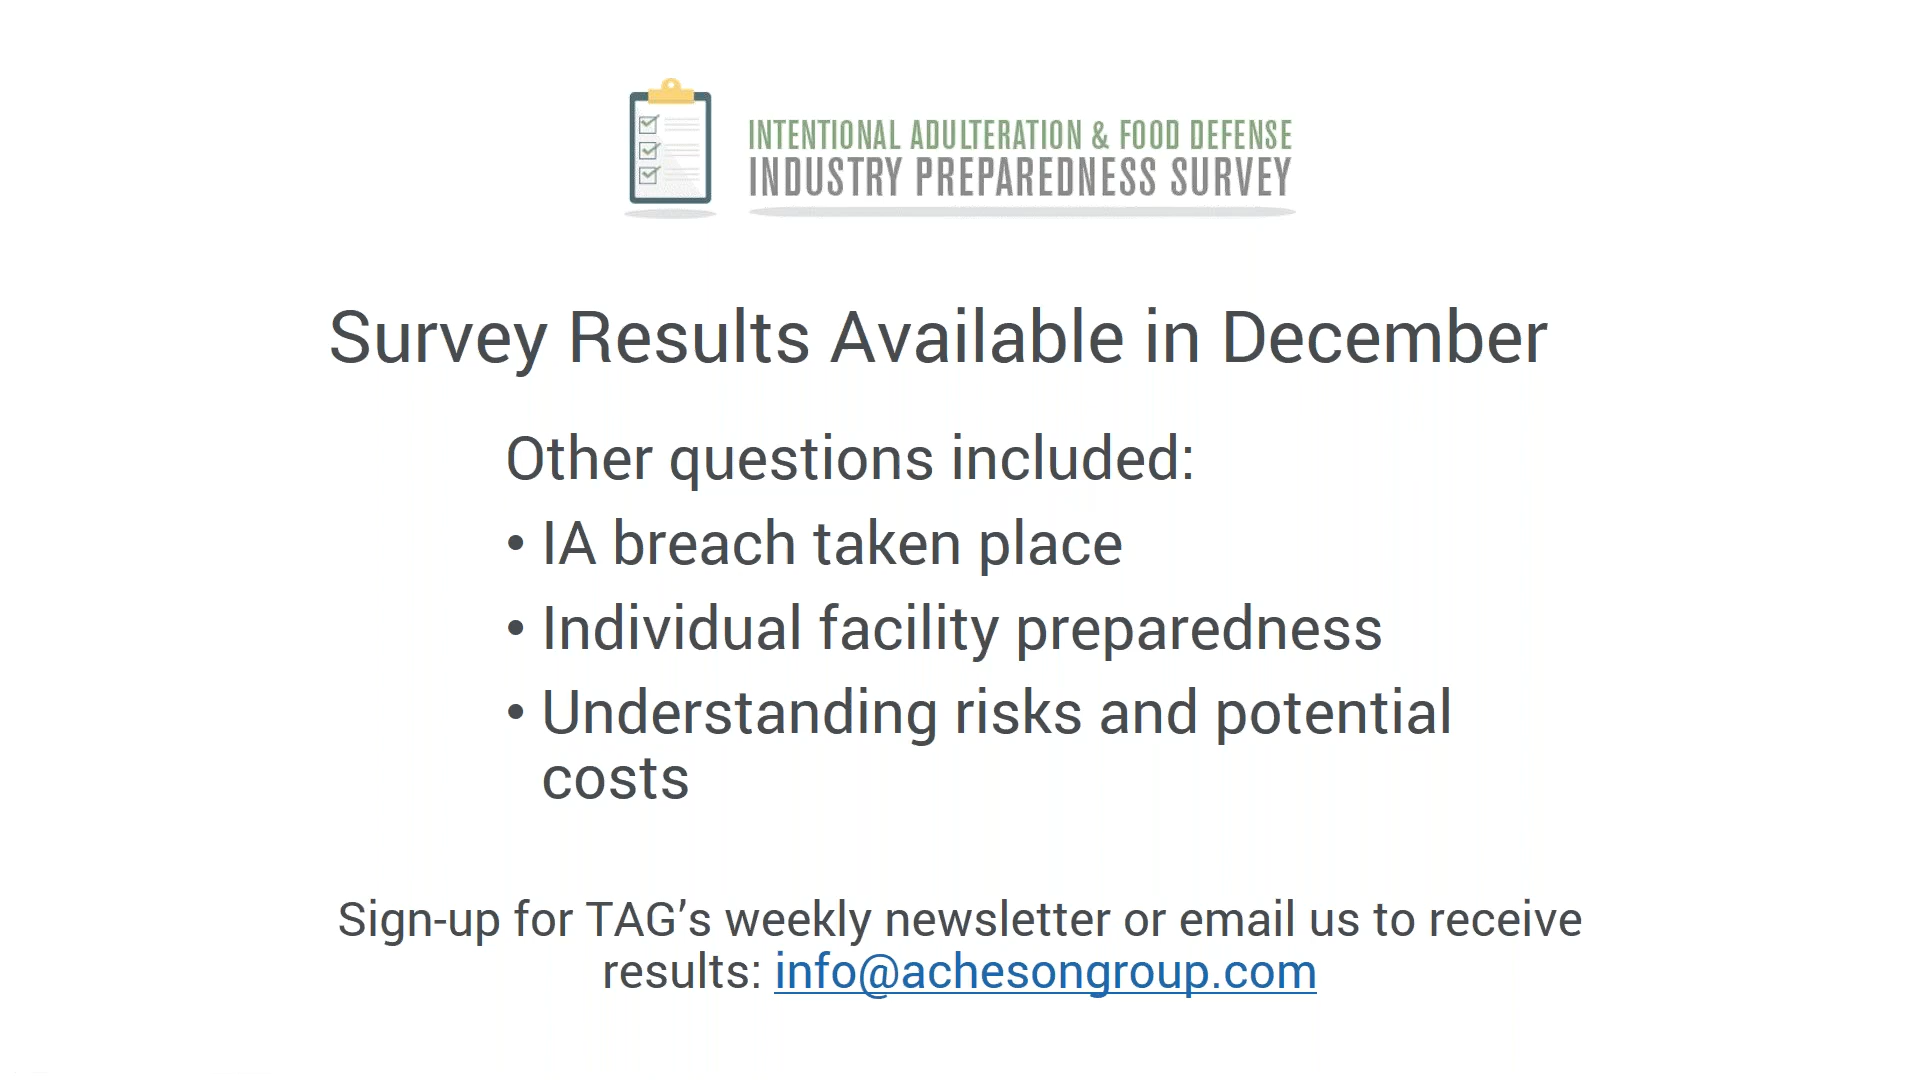 INTENTIONAL ADULTERATION & FOOD DEFENSE
INDUSTRY PREPAREDNESS SURVEY
Survey Results Available in December
Other questions included:
• IA breach taken place
• Individual facility preparedness
• Understanding risks and potential
costs
Sign-up for TAG’s weekly newsletter or email us to receive
results: info@achesongroup.com